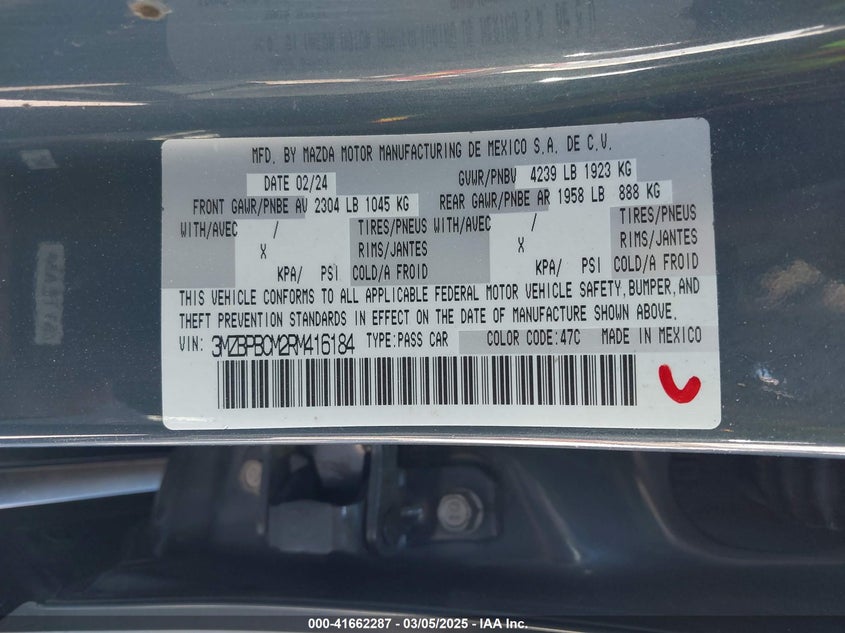 MFD. BY MAZDA MOTOR MANUFACTURING DE MEXICO S.A. DE C.V.
DATE 02/24 GVWR/PNBV 4239 LB 1923 KG
FRONT GAWR/PNBE AV 2304 LB 1045 KG REAR GAWR/PNBE AR 1958 LB 888 KG
WITH/AVEC / TIRES/PNEUS WITH/AVEC / TIRES/PNEUS
X RIMS/JANTES X RIMS/JANTES
KPA/ PSI COLD/A FROID KPA/ PSI COLD/A FROID
THIS VEHICLE CONFORMS TO ALL APPLICABLE FEDERAL MOTOR VEHICLE SAFETY, BUMPER, AND
THEFT PREVENTION STANDARDS IN EFFECT ON THE DATE OF MANUFACTURE SHOWN ABOVE.
VIN: 3MZBPBCM2RM416184 TYPE:PASS CAR COLOR CODE:47C MADE IN MEXICO
000-41662287 - 03/05/2025 - IAA Inc.